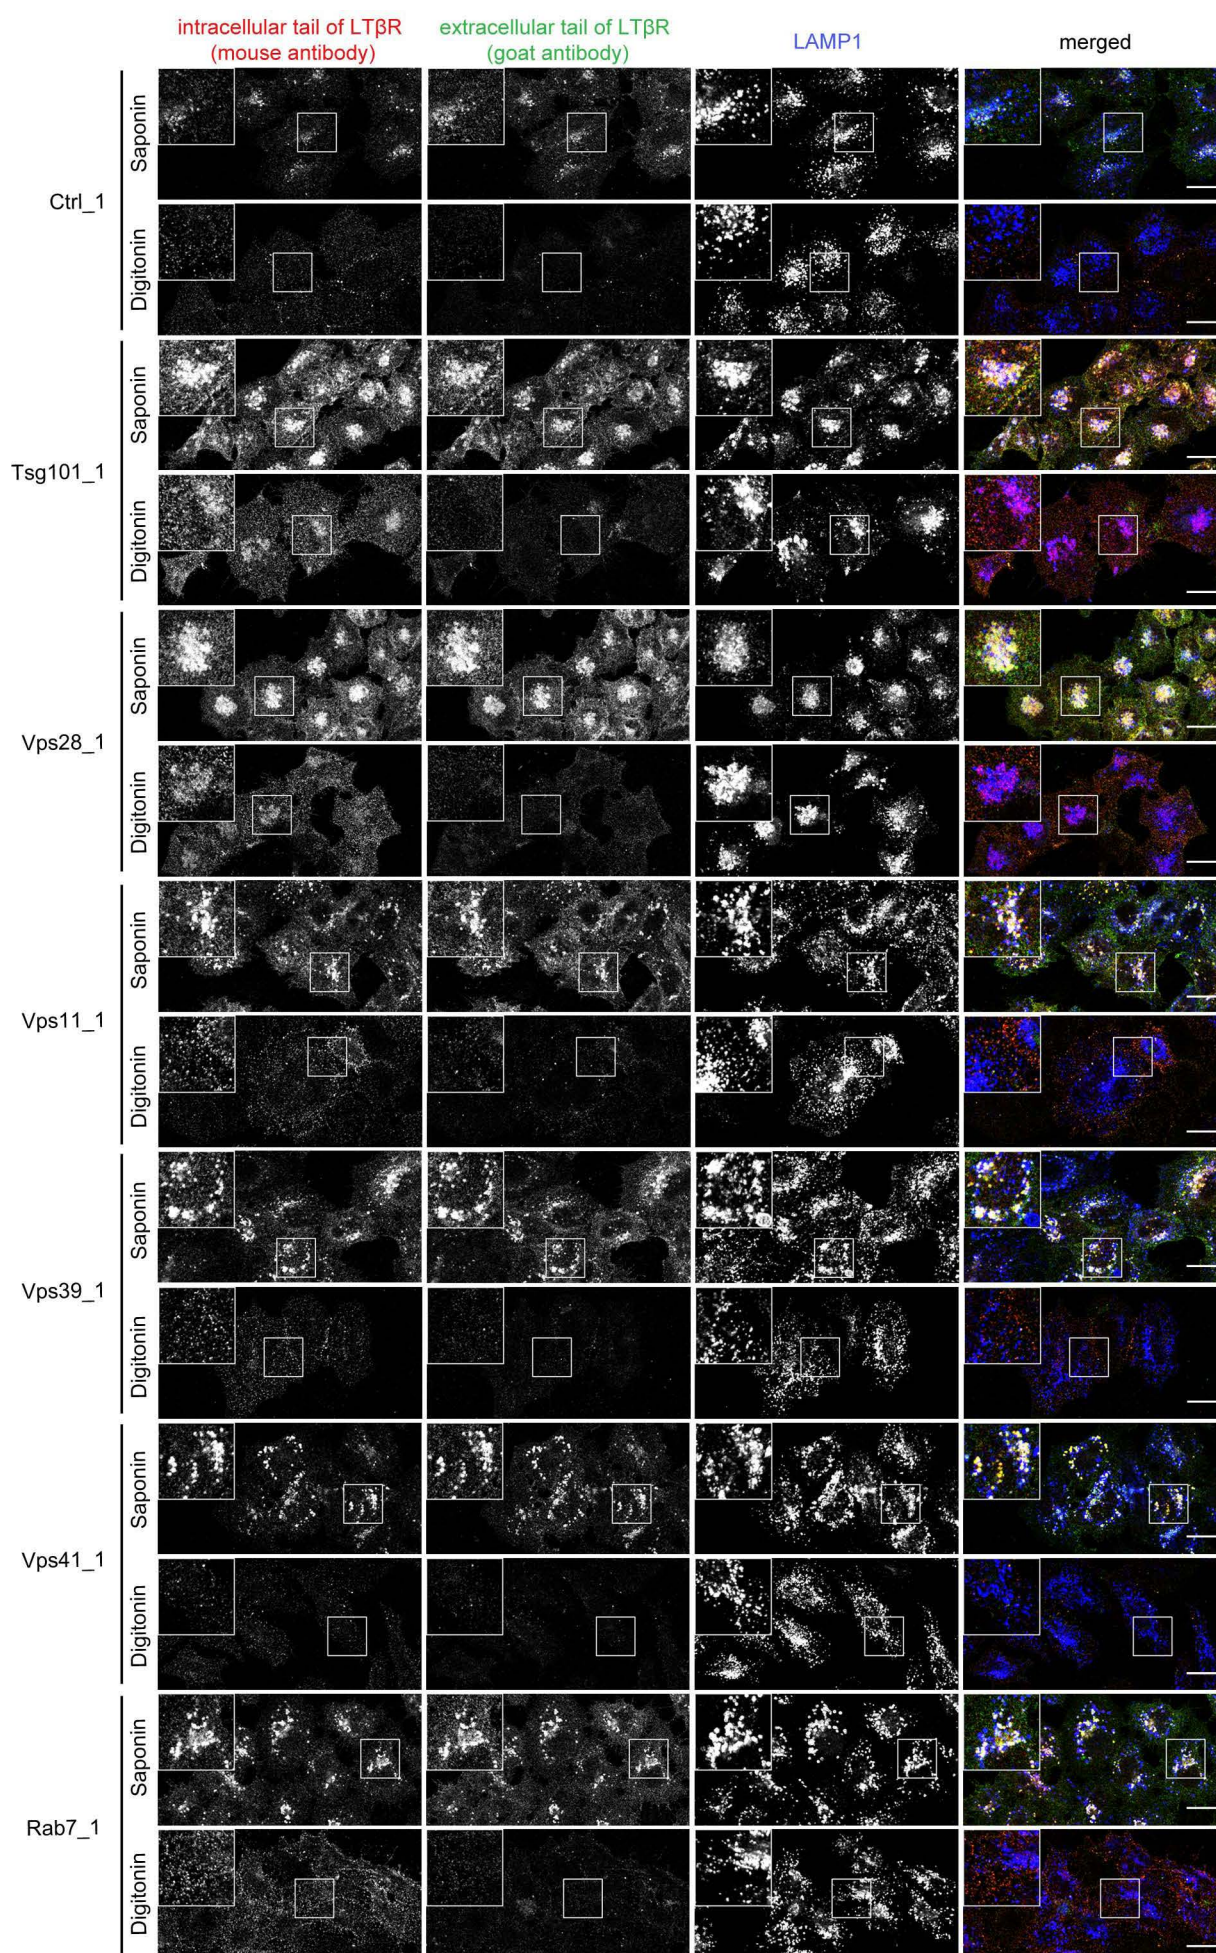 intracellular tail of LTβR
(mouse antibody)
extracellular tail of LTβR
(goat antibody)
LAMP1
merged
Ctrl_1
Saponin
Digitonin
Tsg101_1
Saponin
Digitonin
Vps28_1
Saponin
Digitonin
Vps11_1
Saponin
Digitonin
Vps39_1
Saponin
Digitonin
Vps41_1
Saponin
Digitonin
Rab7_1
Saponin
Digitonin